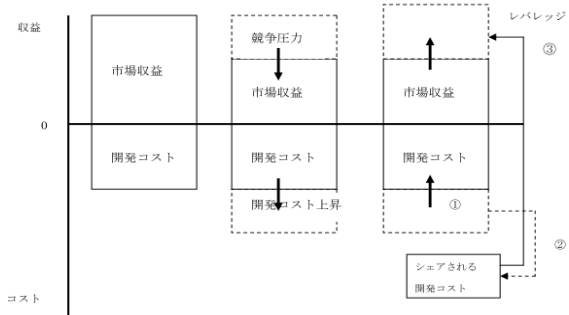 収益
レバレッジ
競争圧力
③
市場収益
市場収益
市場収益
0
開発コスト
開発コスト
開発コスト
開発コスト上昇
①
②
シェアされる
開発コスト
コスト